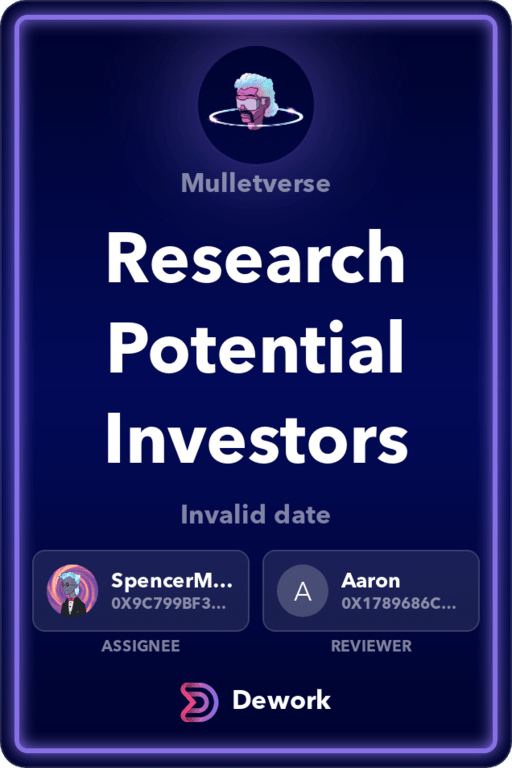 Mulletverse
Research
Potential
Investors
Invalid date
SpencerM...
0X9C799BF3...
ASSIGNEE
A
Aaron
0X1789686C...
REVIEWER
Dework